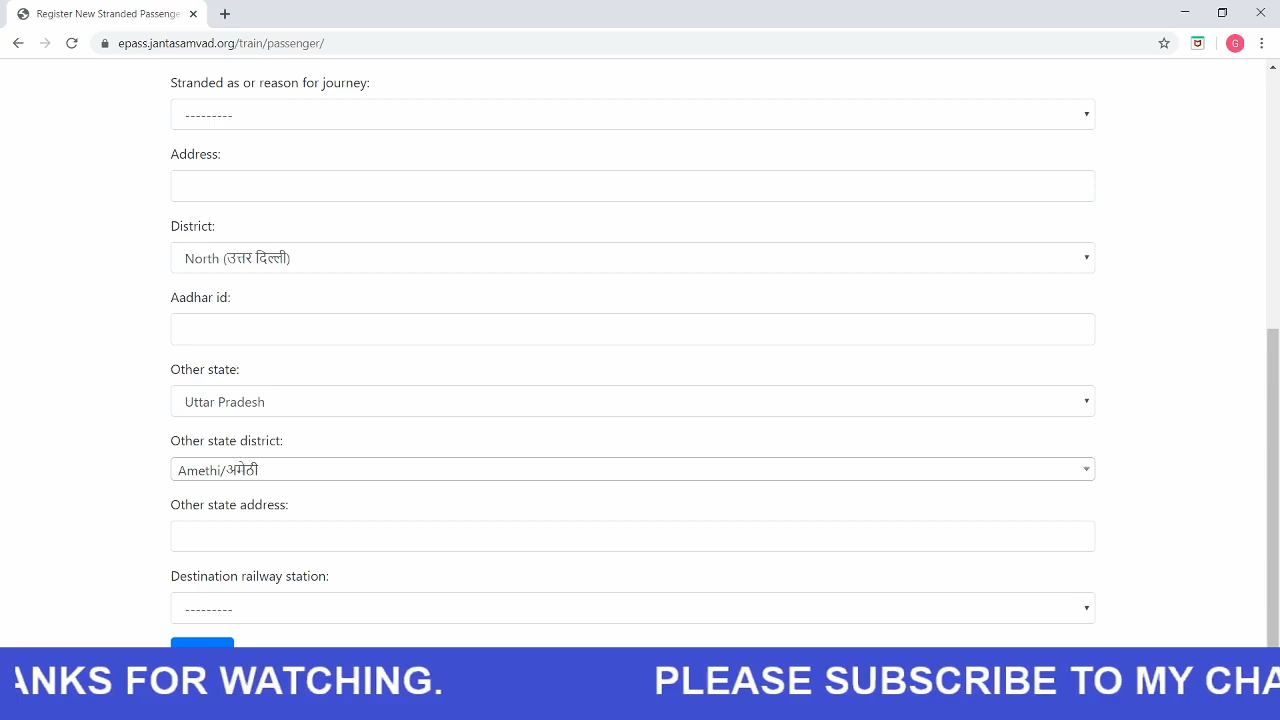 Register New Stranded Passenge
epass.jantasamvad.org/train/passenger/
G
Stranded as or reason for journey:
---------
Address:
District:
North (उत्तर दिल्ली)
Aadhar id:
Other state:
Uttar Pradesh
Other state district:
Amethi/अमेठी
Other state address:
Destination railway station:
---------
ANKS FOR WATCHING. PLEASE SUBSCRIBE TO MY CHA